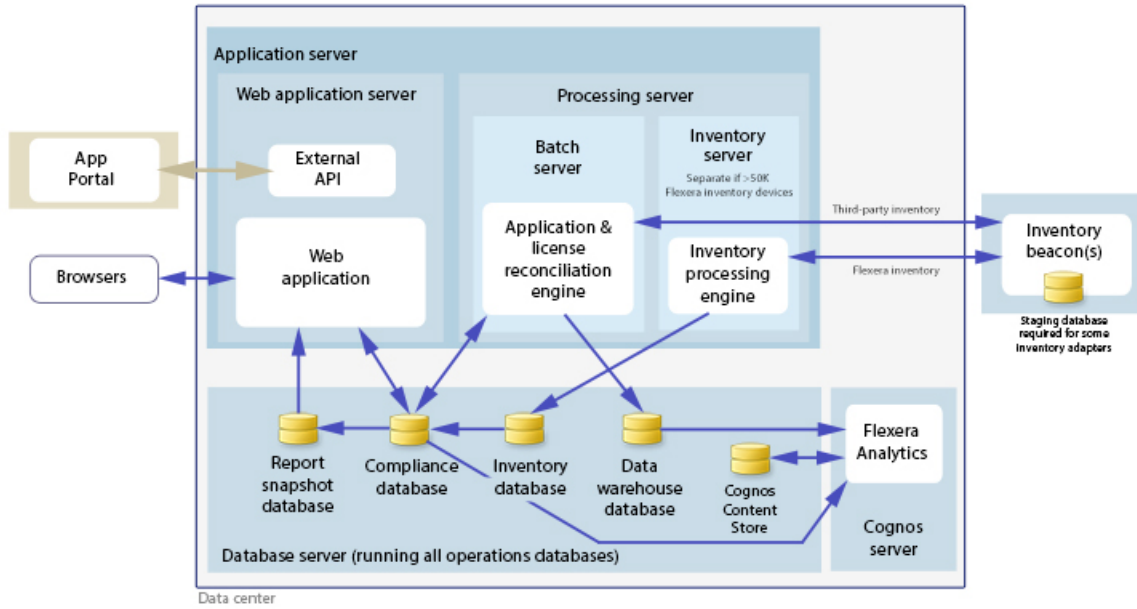 Application server
Web application server
Processing server
App
Portal
External
API
Batch
server
Inventory
server
Separate if >50K
Flexera inventory devices
Third-party inventory
Web
application
Application &
license
reconciliation
engine
Inventory
processing
engine
Browsers
Flexera inventory
Inventory
beacon(s)
Staging database
required for some
inventory adapters
Report
snapshot
database
Compliance
database
Inventory
database
Data
warehouse
database
Cognos
Content
Store
Flexera
Analytics
Cognos
server
Database server (running all operations databases)
Data center